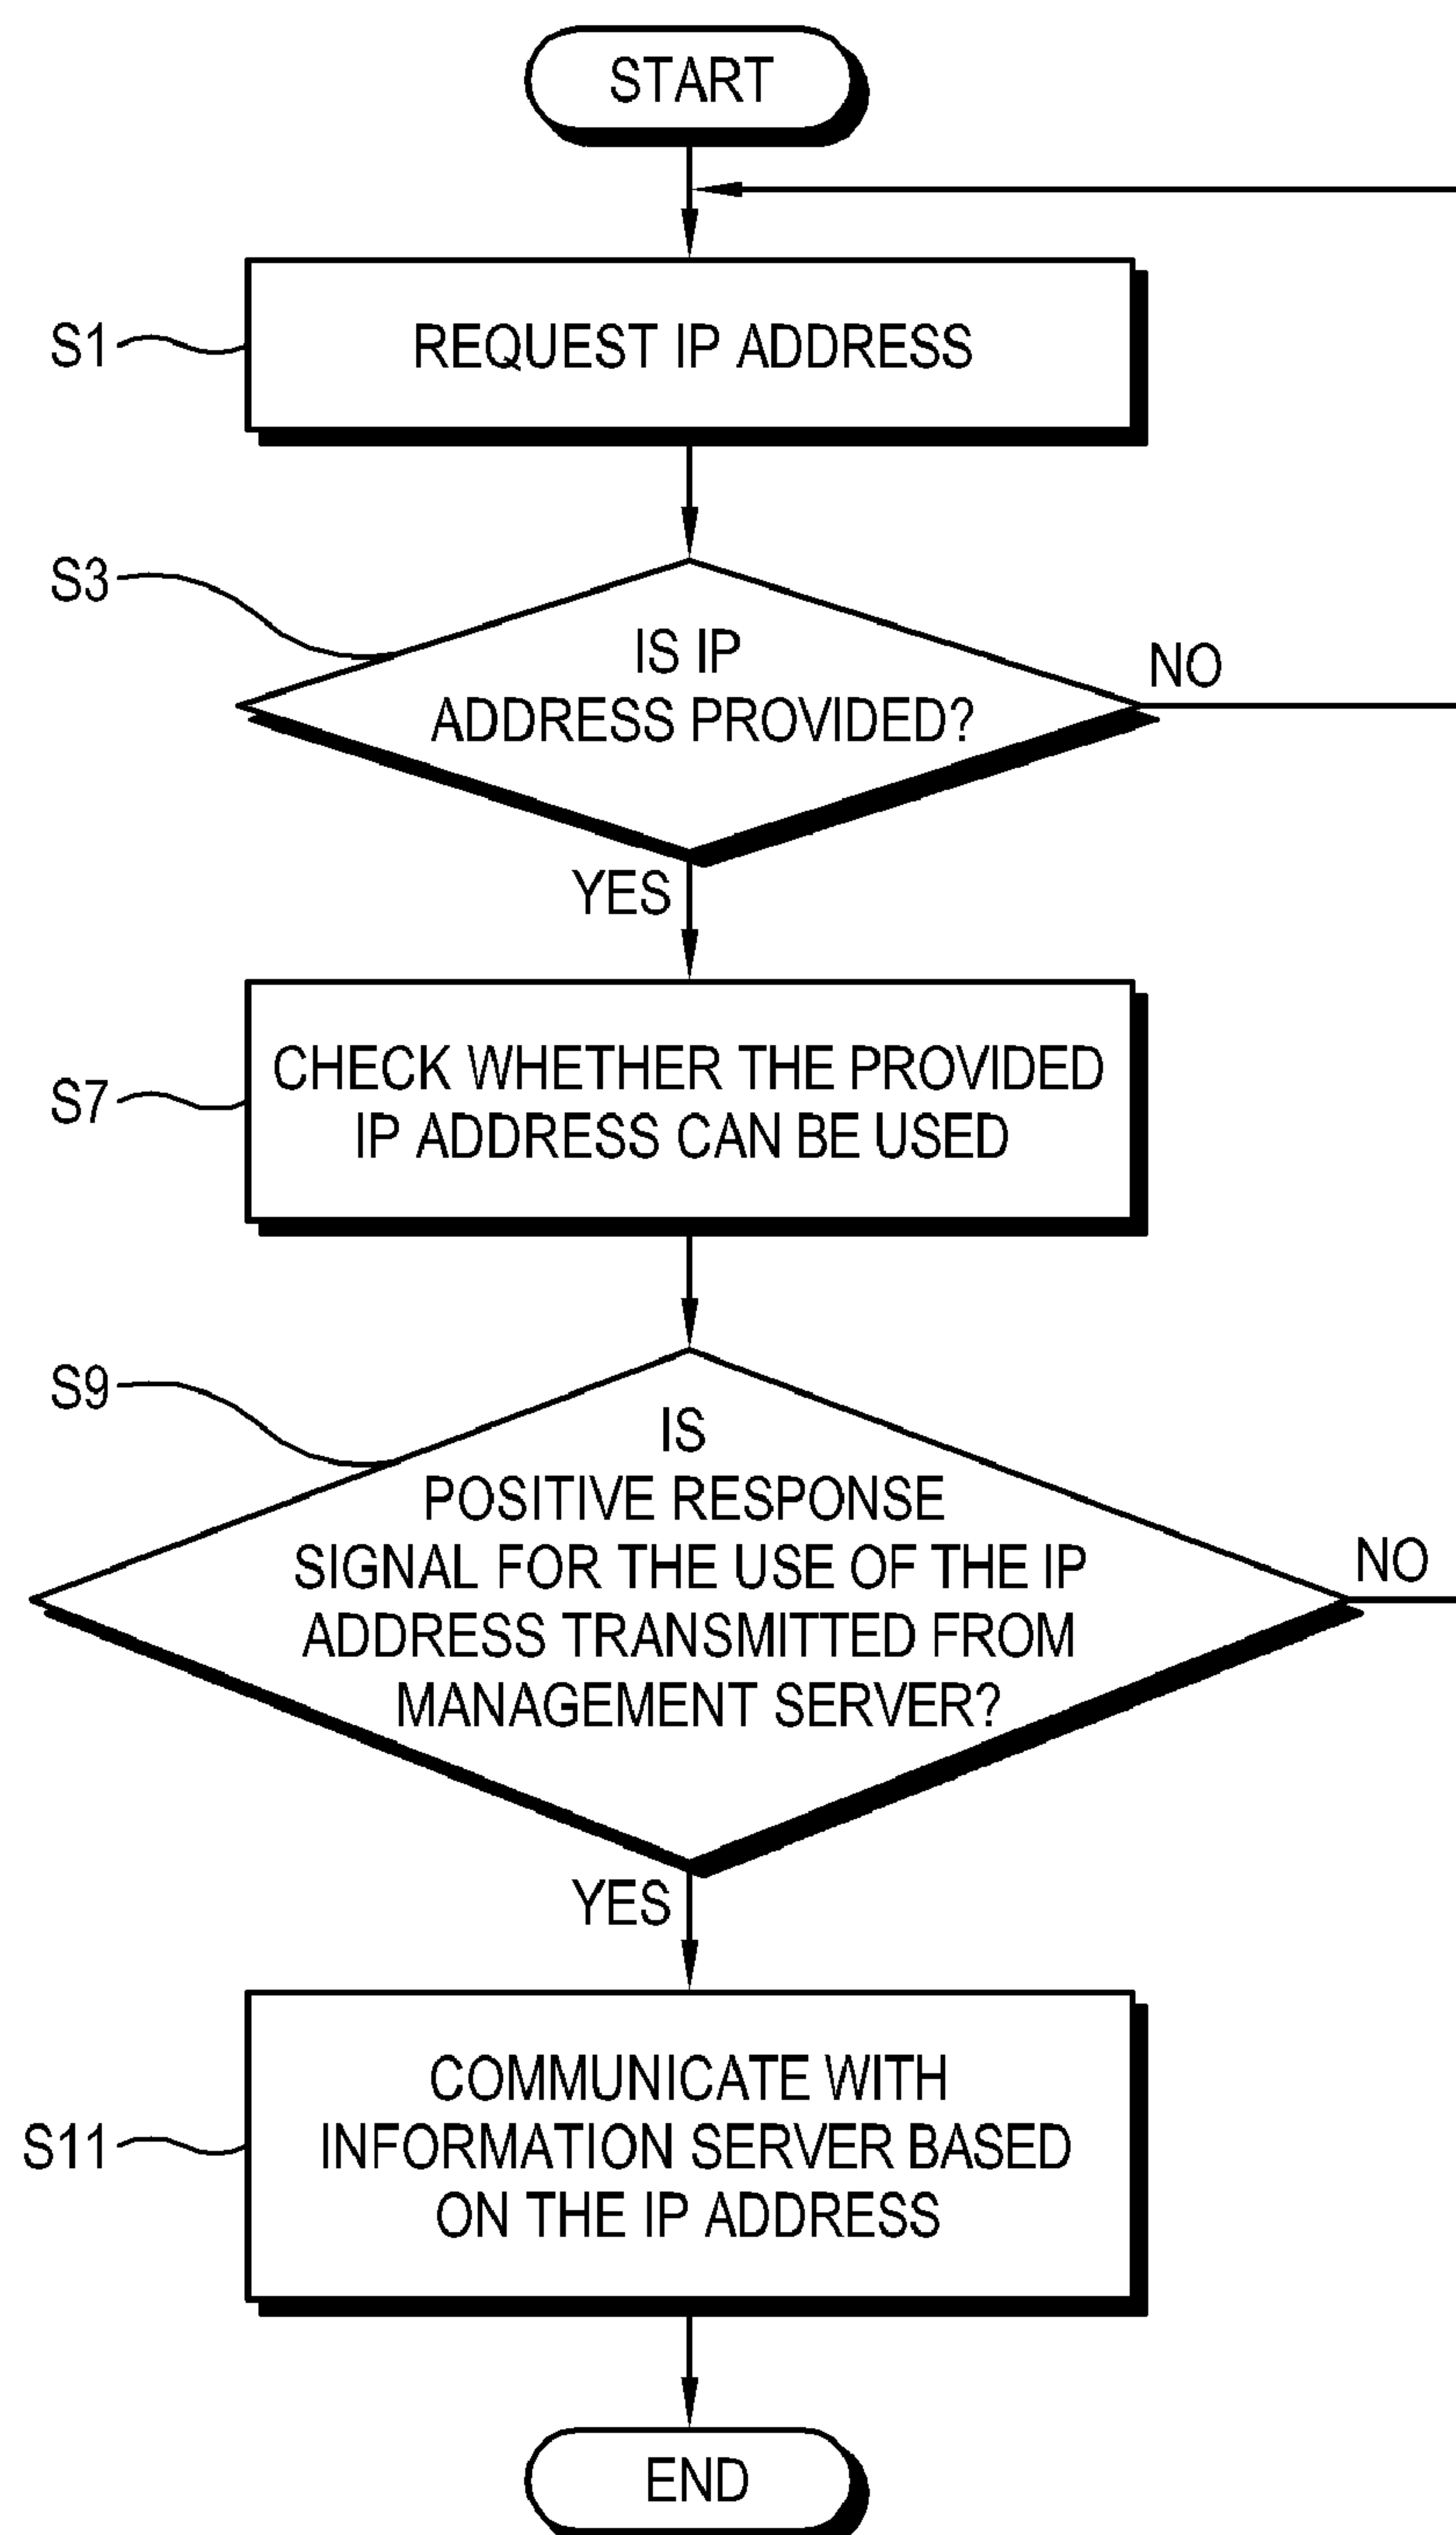 START
S1
REQUEST IP ADDRESS
S3
IS IP
ADDRESS PROVIDED?
NO
YES
S7
CHECK WHETHER THE PROVIDED
IP ADDRESS CAN BE USED
S9
IS
POSITIVE RESPONSE
SIGNAL FOR THE USE OF THE IP
ADDRESS TRANSMITTED FROM
MANAGEMENT SERVER?
NO
YES
S11
COMMUNICATE WITH
INFORMATION SERVER BASED
ON THE IP ADDRESS
END